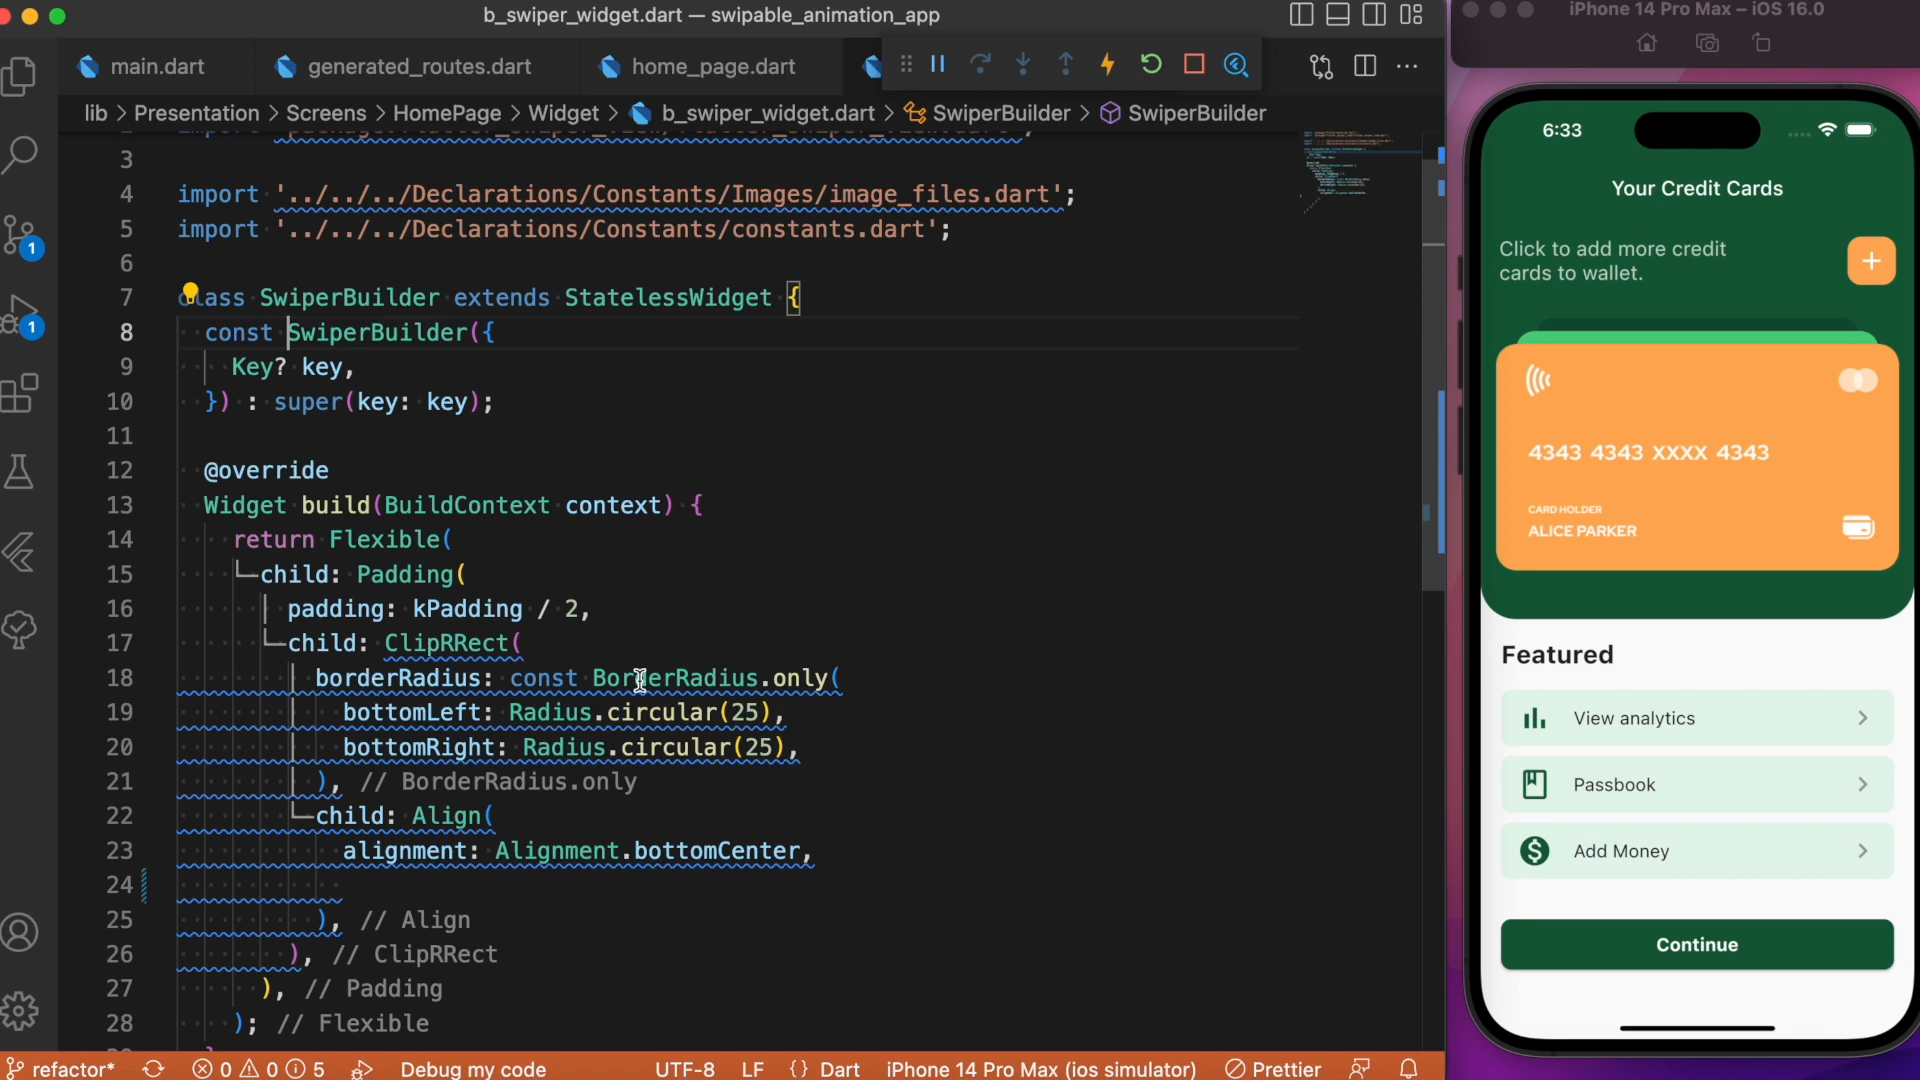 b_swiper_widget.dart — swipable_animation_app
main.dart
generated_routes.dart
home_page.dart
lib > Presentation > Screens > HomePage > Widget > b_swiper_widget.dart > SwiperBuilder > SwiperBuilder
3
4 import '../../../Declarations/Constants/Images/image_files.dart';
5 import '../../../Declarations/Constants/constants.dart';
6
7 class SwiperBuilder extends StatelessWidget {
8 const SwiperBuilder({
9 Key? key,
10 }) : super(key: key);
11
12 @override
13 Widget build(BuildContext context) {
14 return Flexible(
15 child: Padding(
16 padding: kPadding / 2,
17 child: ClipRRect(
18 borderRadius: const BorderRadius.only(
19 bottomLeft: Radius.circular(25),
20 bottomRight: Radius.circular(25),
21 ), // BorderRadius.only
22 child: Align(
23 alignment: Alignment.bottomCenter,
24
25 ), // Align
26 ), // ClipRRect
27 ), // Padding
28 ); // Flexible
1
1
refactor* 0 0 5 Debug my code UTF-8 LF {} Dart iPhone 14 Pro Max (ios simulator) Prettier
iPhone 14 Pro Max – iOS 16.0
6:33
Your Credit Cards
Click to add more credit
cards to wallet.
+
4343 4343 XXXX 4343
CARD HOLDER
ALICE PARKER
Featured
View analytics
Passbook
Add Money
Continue